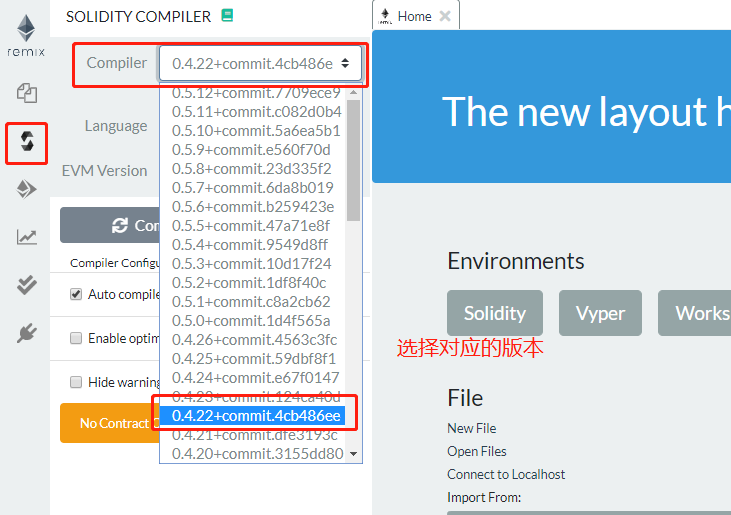 remix
SOLIDITY COMPILER
Compiler
0.4.22+commit.4cb486e
0.5.12+commit.7709ece9
0.5.11+commit.c082d0b4
0.5.10+commit.5a6ea5b1
0.5.9+commit.e560f70d
0.5.8+commit.23d335f2
0.5.7+commit.6da8b019
0.5.6+commit.b259423e
0.5.5+commit.47a71e8f
0.5.4+commit.9549d8ff
0.5.3+commit.10d17f24
0.5.2+commit.1df8f40c
0.5.1+commit.c8a2cb62
0.5.0+commit.1d4f565a
0.4.26+commit.4563c3fc
0.4.25+commit.59dbf8f1
0.4.24+commit.e67f0147
0.4.23+commit.124ca40d
0.4.22+commit.4cb486ee
0.4.21+commit.dfe3193c
0.4.20+commit.3155dd80
Language
EVM Version
Com
Compiler Configu
Auto compile
Enable optim
Hide warning
No Contract
Home
The new layout h
Environments
Solidity
Vyper
Works
选择对应的版本
File
New File
Open Files
Connect to Localhost
Import From: